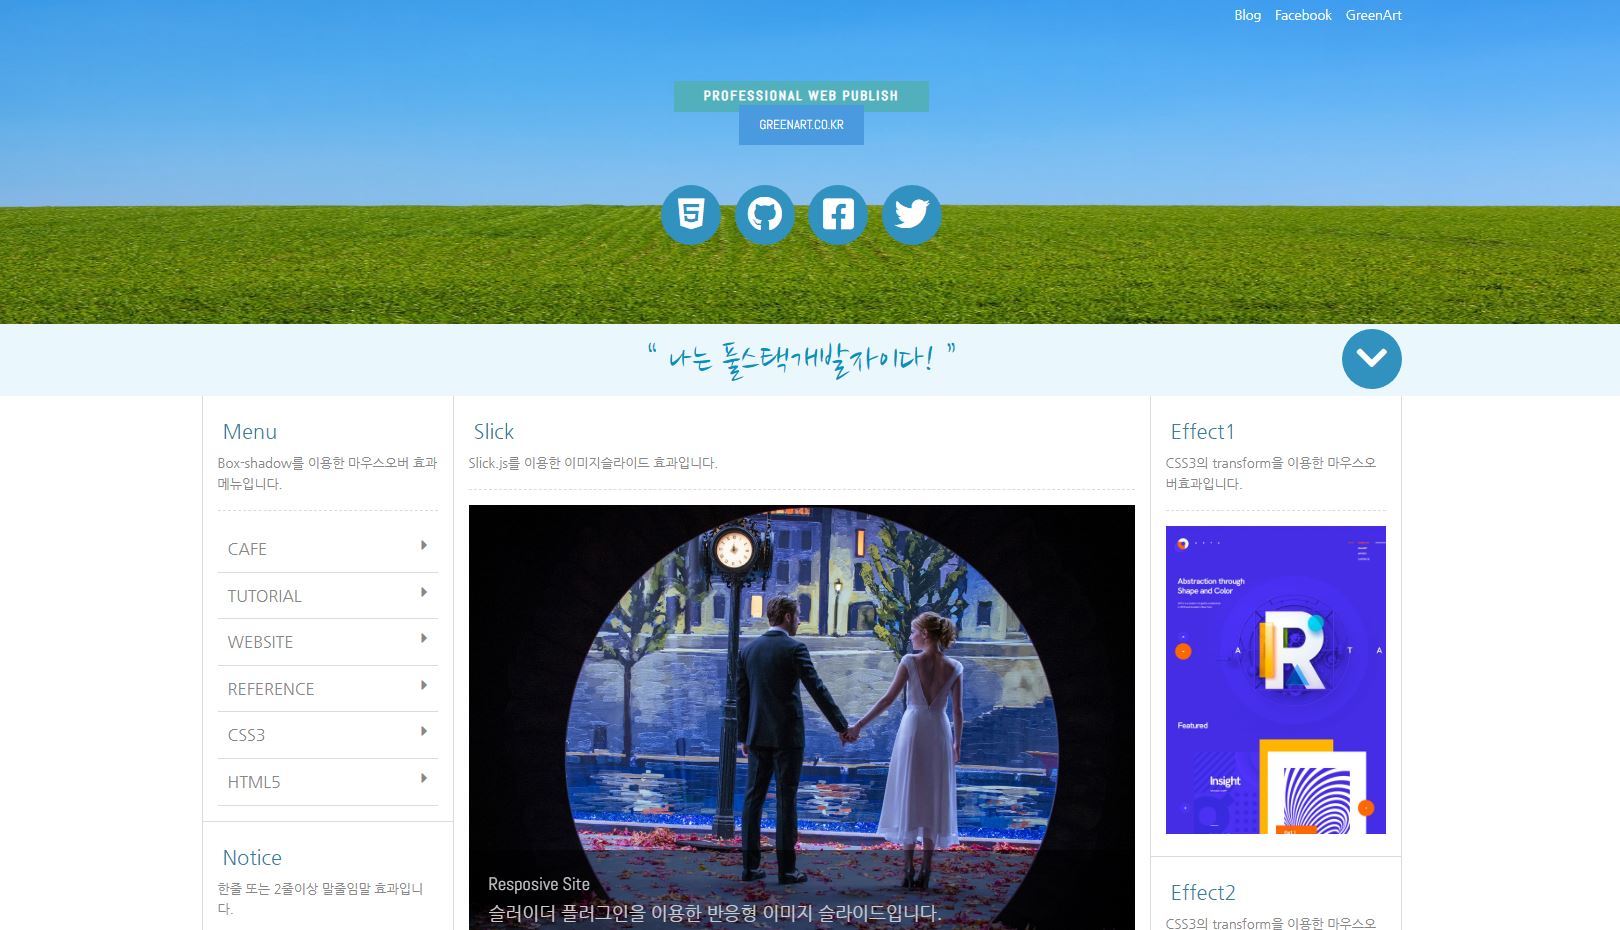 Blog Facebook GreenArt
PROFESSIONAL WEB PUBLISH
GREENART.CO.KR
“ 나는 풀스택개발자이다! ”
Menu
Box-shadow를 이용한 마우스오버 효과
메뉴입니다.
CAFE
TUTORIAL
WEBSITE
REFERENCE
CSS3
HTML5
Notice
한줄 또는 2줄이상 말줄임말 효과입니
다.
Slick
Slick.js를 이용한 이미지슬라이드 효과입니다.
Resposive Site
슬러이더 플러그인을 이용한 반응형 이미지 슬라이드입니다.
Effect1
CSS3의 transform을 이용한 마우스오
버효과입니다.
Abstraction through
Shape and Color
R
A T A
Featured
Insight
Effect2
CSS3의 transform을 이용한 마우스오